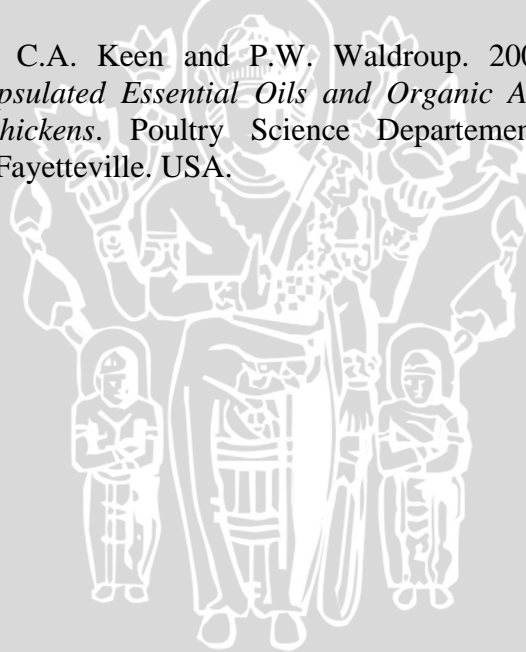 C.A. Keen and P.W. Waldroup. 200
psulated Essential Oils and Organic A
hickens. Poultry Science Departemen
Fayetteville. USA.